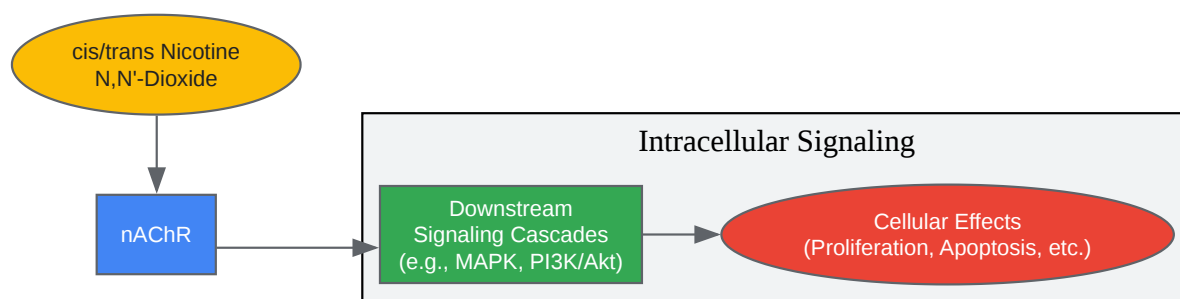 cis/trans Nicotine
N,N'-Dioxide
Intracellular Signaling
nAChR
Downstream
Signaling Cascades
(e.g., MAPK, PI3K/Akt)
Cellular Effects
(Proliferation, Apoptosis, etc.)